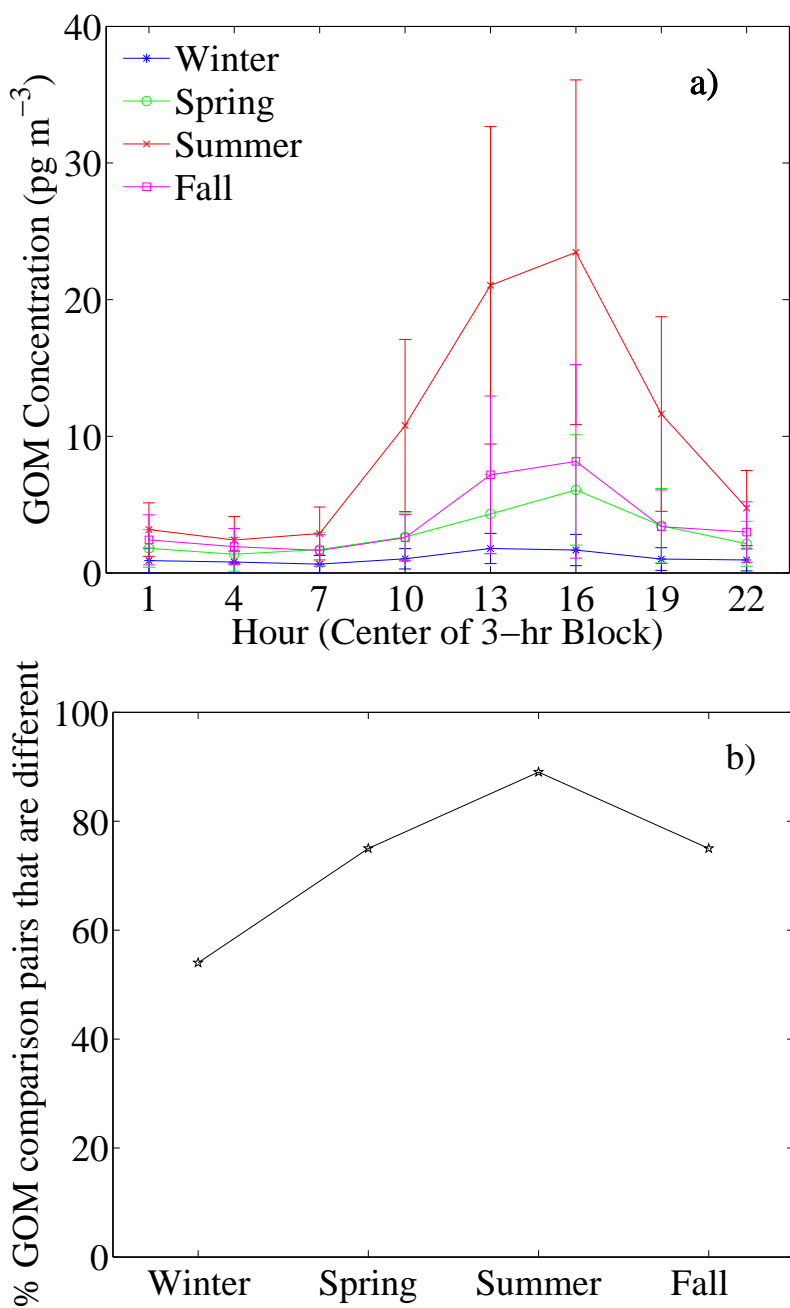 40
30
20
10
0
GOM Concentration (pg m⁻³)
Winter
Spring
Summer
Fall
a)
1 4 7 10 13 16 19 22
Hour (Center of 3−hr Block)
100
80
60
40
20
0
% GOM comparison pairs that are different
b)
Winter Spring Summer Fall